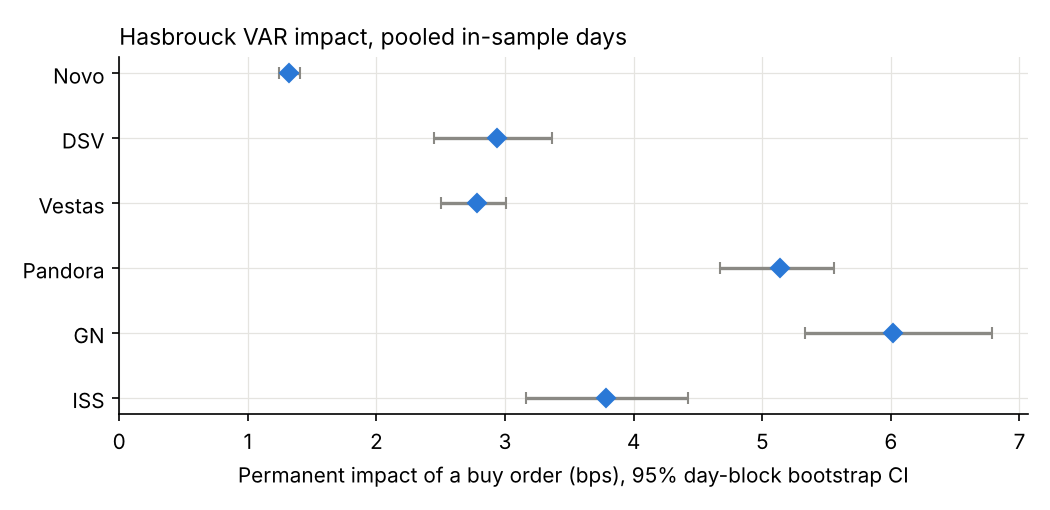 Hasbrouck VAR impact, pooled in-sample days
Novo
DSV
Vestas
Pandora
GN
ISS
0 1 2 3 4 5 6 7
Permanent impact of a buy order (bps), 95% day-block bootstrap CI